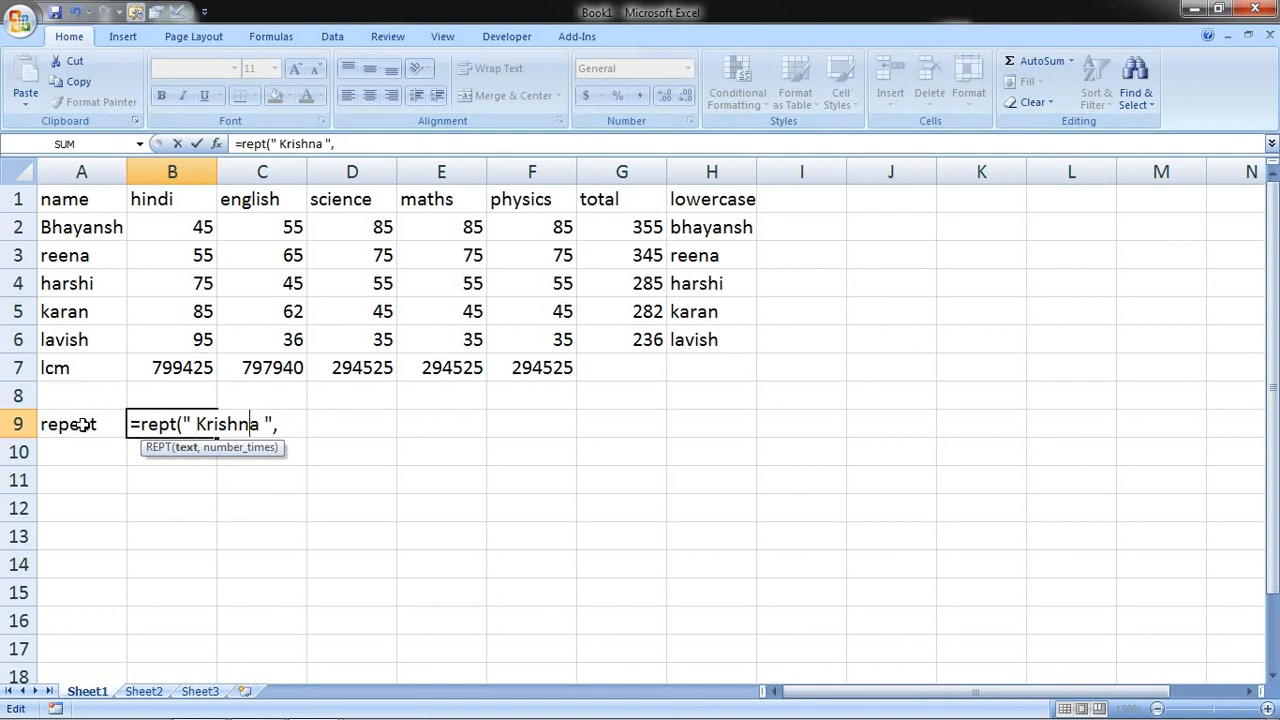 Book1 - Microsoft Excel
Home Insert Page Layout Formulas Data Review View Developer Add-Ins
Paste Cut Copy Format Painter
11
B I U
Wrap Text
Merge & Center
General
$ % ,
Conditional Formatting Format as Table Cell Styles
Insert Delete Format
Σ AutoSum Fill Clear
Sort & Filter Find & Select
Clipboard Font Alignment Number Styles Cells Editing
SUM fx =rept(" Krishna ",
A B C D E F G H I J K L M N
1 name hindi english science maths physics total lowercase
2 Bhayansh 45 55 85 85 85 355 bhayansh
3 reena 55 65 75 75 75 345 reena
4 harshi 75 45 55 55 55 285 harshi
5 karan 85 62 45 45 45 282 karan
6 lavish 95 36 35 35 35 236 lavish
7 lcm 799425 797940 294525 294525 294525
8
9 repept =rept(" Krishna ",
REPT(text, number_times)
10
11
12
13
14
15
16
17
18
Sheet1 Sheet2 Sheet3
Edit 150%